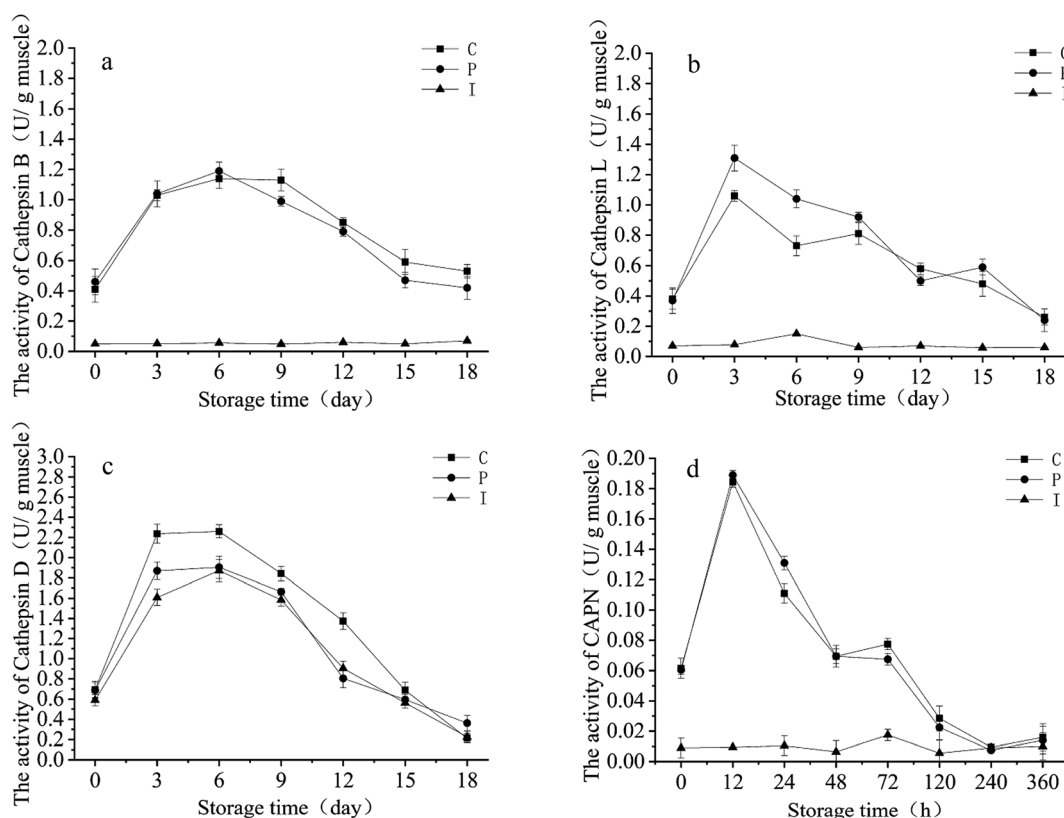 a
C
P
I
2.0
1.8
1.6
1.4
1.2
1.0
0.8
0.6
0.4
0.2
0.0
The activity of Cathepsin B（U/ g muscle）
0 3 6 9 12 15 18
Storage time（day）
b
2.0
1.8
1.6
1.4
1.2
1.0
0.8
0.6
0.4
0.2
0.0
The activity of Cathepsin L（U/ g muscle）
0 3 6 9 12 15 18
Storage time（day）
c
C
P
I
3.0
2.8
2.6
2.4
2.2
2.0
1.8
1.6
1.4
1.2
1.0
0.8
0.6
0.4
0.2
0.0
The activity of Cathepsin D（U/ g muscle）
0 3 6 9 12 15 18
Storage time（day）
d
C
P
I
0.20
0.18
0.16
0.14
0.12
0.10
0.08
0.06
0.04
0.02
0.00
The activity of CAPN（U/ g muscle）
0 12 24 48 72 120 240 360
Storage time（h）